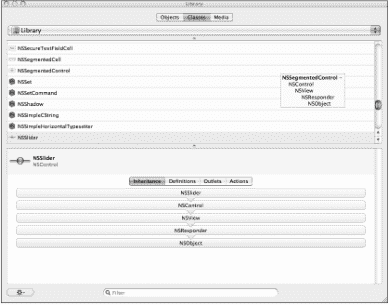 Library
Objects Classes Media
Library
NSSecureTextFieldCell
NSSegmentedCell
NSSegmentedControl
NSSet
NSSetCommand
NSShadow
NSSimpleCString
NSSimpleHorizontalTypesetter
NSSlider
NSSegmentedControl
NSControl
NSView
NSResponder
NSObject
NSSlider
NSControl
Inheritance Definitions Outlets Actions
NSSlider
NSControl
NSView
NSResponder
NSObject
Filter